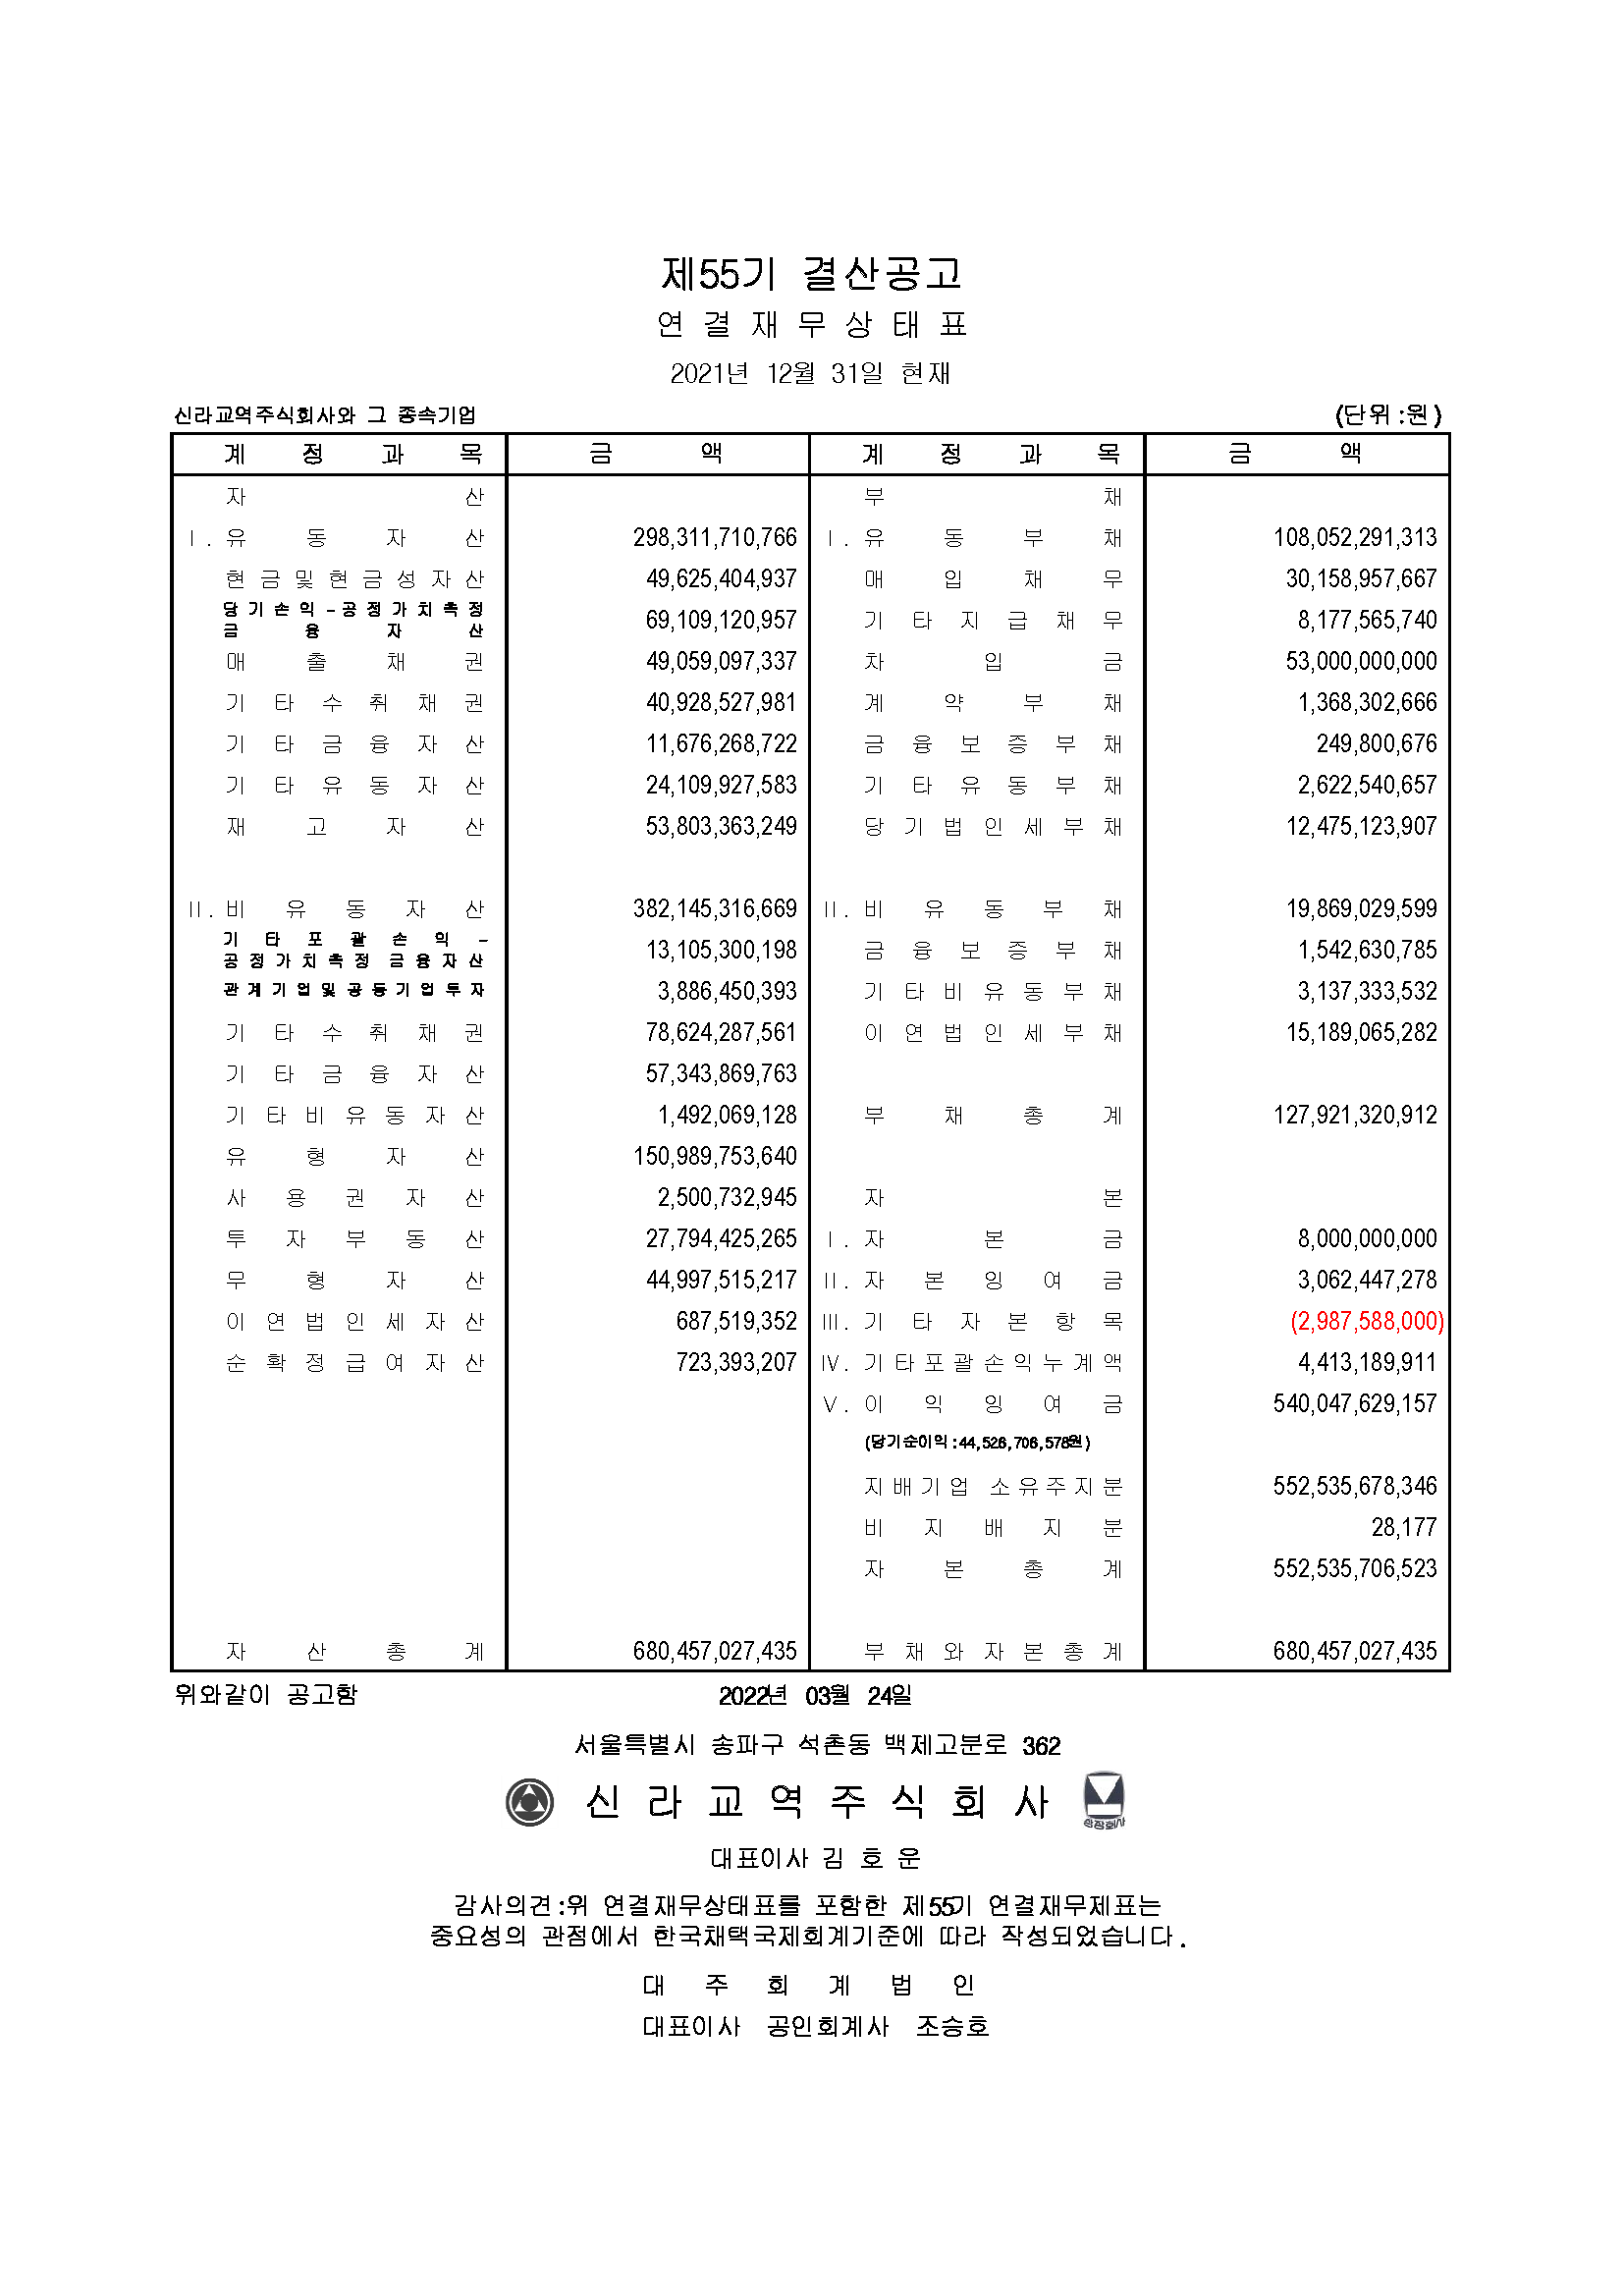 제55기 결산공고
연 결 재 무 상 태 표
2021년 12월 31일 현재
신라교역주식회사와 그 종속기업 (단위:원)
계 정 과 목 금 액 계 정 과 목 금 액
자 산 부 채
I. 유 동 자 산 298,311,710,766 I. 유 동 부 채 108,052,291,313
현금및현금성자산 49,625,404,937 매 입 채 무 30,158,957,667
당기손익-공정가치측정
금 융 자 산 69,109,120,957 기 타 지 급 채 무 8,177,565,740
매 출 채 권 49,059,097,337 차 입 금 53,000,000,000
기 타 수 취 채 권 40,928,527,981 계 약 부 채 1,368,302,666
기 타 금 융 자 산 11,676,268,722 금 융 보 증 부 채 249,800,676
기 타 유 동 자 산 24,109,927,583 기 타 유 동 부 채 2,622,540,657
재 고 자 산 53,803,363,249 당 기 법 인 세 부 채 12,475,123,907
II. 비 유 동 자 산 382,145,316,669 II. 비 유 동 부 채 19,869,029,599
기 타 포 괄 손 익 -
공정가치측정 금융자산 13,105,300,198 금 융 보 증 부 채 1,542,630,785
관계기업및공동기업투자 3,886,450,393 기 타 비 유 동 부 채 3,137,333,532
기 타 수 취 채 권 78,624,287,561 이 연 법 인 세 부 채 15,189,065,282
기 타 금 융 자 산 57,343,869,763
기 타 비 유 동 자 산 1,492,069,128 부 채 총 계 127,921,320,912
유 형 자 산 150,989,753,640
사 용 권 자 산 2,500,732,945 자 본
투 자 부 동 산 27,794,425,265 I. 자 본 금 8,000,000,000
무 형 자 산 44,997,515,217 II. 자 본 잉 여 금 3,062,447,278
이 연 법 인 세 자 산 687,519,352 III. 기 타 자 본 항 목 (2,987,588,000)
순 확 정 급 여 자 산 723,393,207 IV. 기타포괄손익누계액 4,413,189,911
V. 이 익 잉 여 금 540,047,629,157
(당기순이익:44,526,706,578원)
지배기업 소유주지분 552,535,678,346
비 지 배 지 분 28,177
자 본 총 계 552,535,706,523
자 산 총 계 680,457,027,435 부 채 와 자 본 총 계 680,457,027,435
위와같이 공고함 2022년 03월 24일
서울특별시 송파구 석촌동 백제고분로 362
신 라 교 역 주 식 회 사
상장회사
대표이사 김 호 운
감사의견:위 연결재무상태표를 포함한 제55기 연결재무제표는
중요성의 관점에서 한국채택국제회계기준에 따라 작성되었습니다.
대 주 회 계 법 인
대표이사 공인회계사 조승호